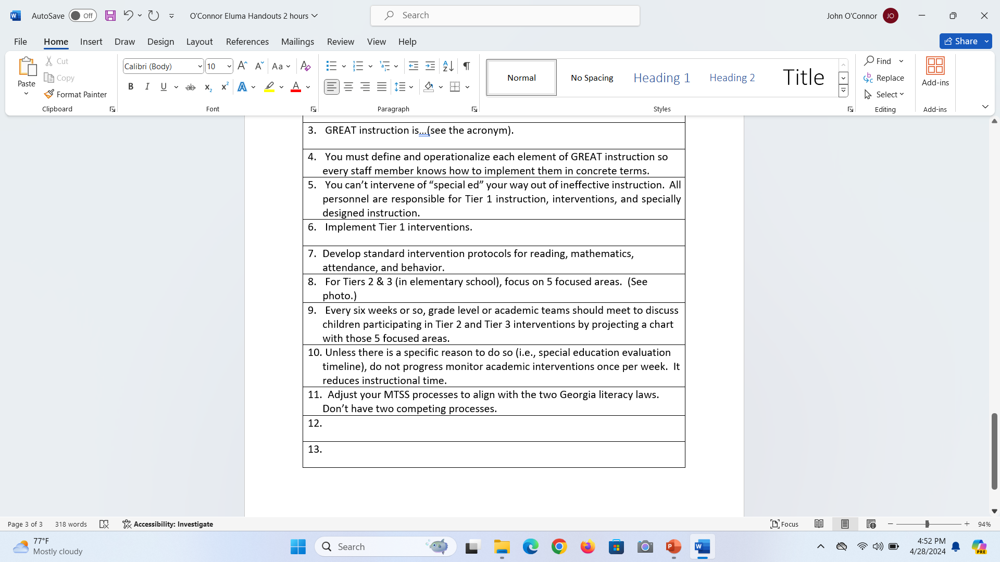 AutoSave Off O'Connor Eluma Handouts 2 hours Search John O'Connor JO
File Home Insert Draw Design Layout References Mailings Review View Help Share
Paste Cut Copy Format Painter Clipboard
Calibri (Body) 10 Font
Paragraph
Normal No Spacing Heading 1 Heading 2 Title Styles
Find Replace Select Editing
Add-ins Add-ins
3. GREAT instruction is...(see the acronym).
4. You must define and operationalize each element of GREAT instruction so
every staff member knows how to implement them in concrete terms.
5. You can't intervene of “special ed” your way out of ineffective instruction. All
personnel are responsible for Tier 1 instruction, interventions, and specially
designed instruction.
6. Implement Tier 1 interventions.
7. Develop standard intervention protocols for reading, mathematics,
attendance, and behavior.
8. For Tiers 2 & 3 (in elementary school), focus on 5 focused areas. (See
photo.)
9. Every six weeks or so, grade level or academic teams should meet to discuss
children participating in Tier 2 and Tier 3 interventions by projecting a chart
with those 5 focused areas.
10. Unless there is a specific reason to do so (i.e., special education evaluation
timeline), do not progress monitor academic interventions once per week. It
reduces instructional time.
11. Adjust your MTSS processes to align with the two Georgia literacy laws.
Don't have two competing processes.
12.
13.
Page 3 of 3 318 words Accessibility: Investigate Focus 94%
77°F
Mostly cloudy
Search
4:52 PM
4/28/2024
PRE